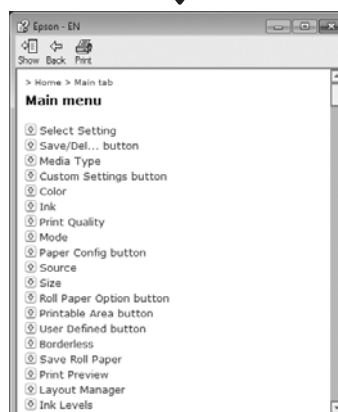 Epson - EN
Show Back Print
> Home > Main tab
Main menu
Select Setting
Save/Del... button
Media Type
Custom Settings button
Color
Ink
Print Quality
Mode
Paper Config button
Source
Size
Roll Paper Option button
Printable Area button
User Defined button
Borderless
Save Roll Paper
Print Preview
Layout Manager
Ink Levels